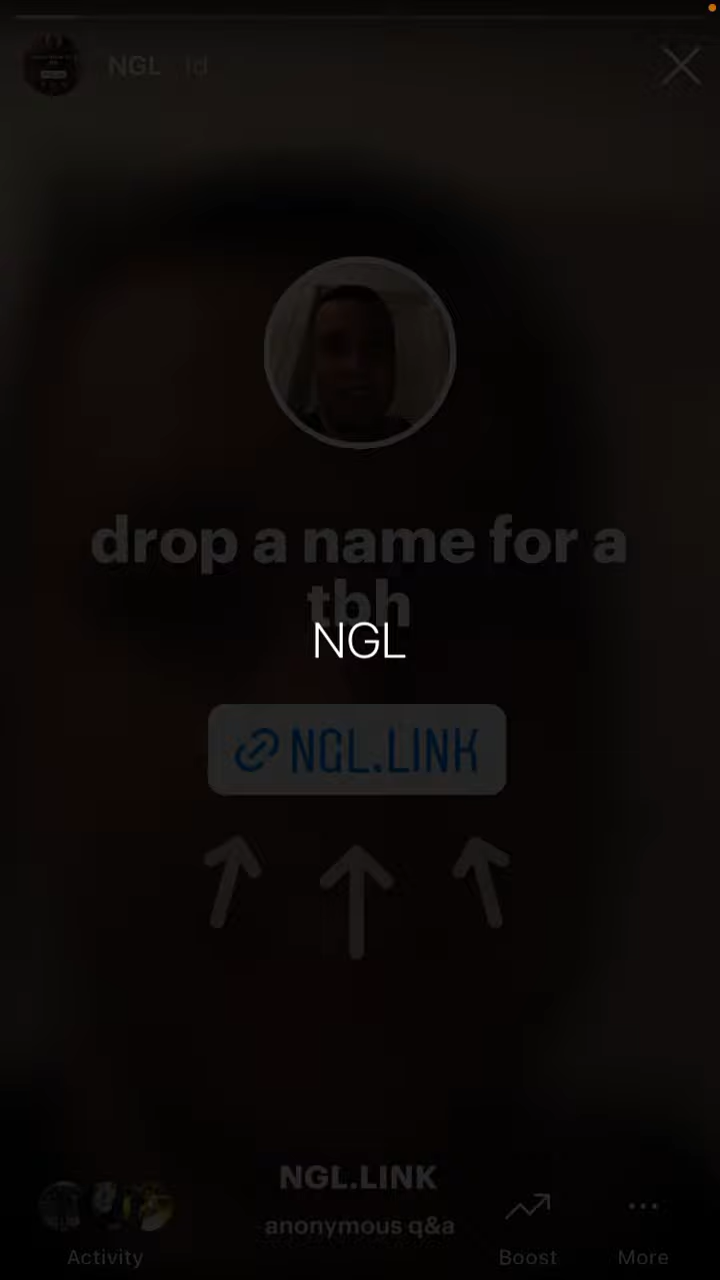 NGL 1d
drop a name for a
tbh
NGL
NGL.LINK
NGL.LINK
anonymous q&a
Activity
Boost
More